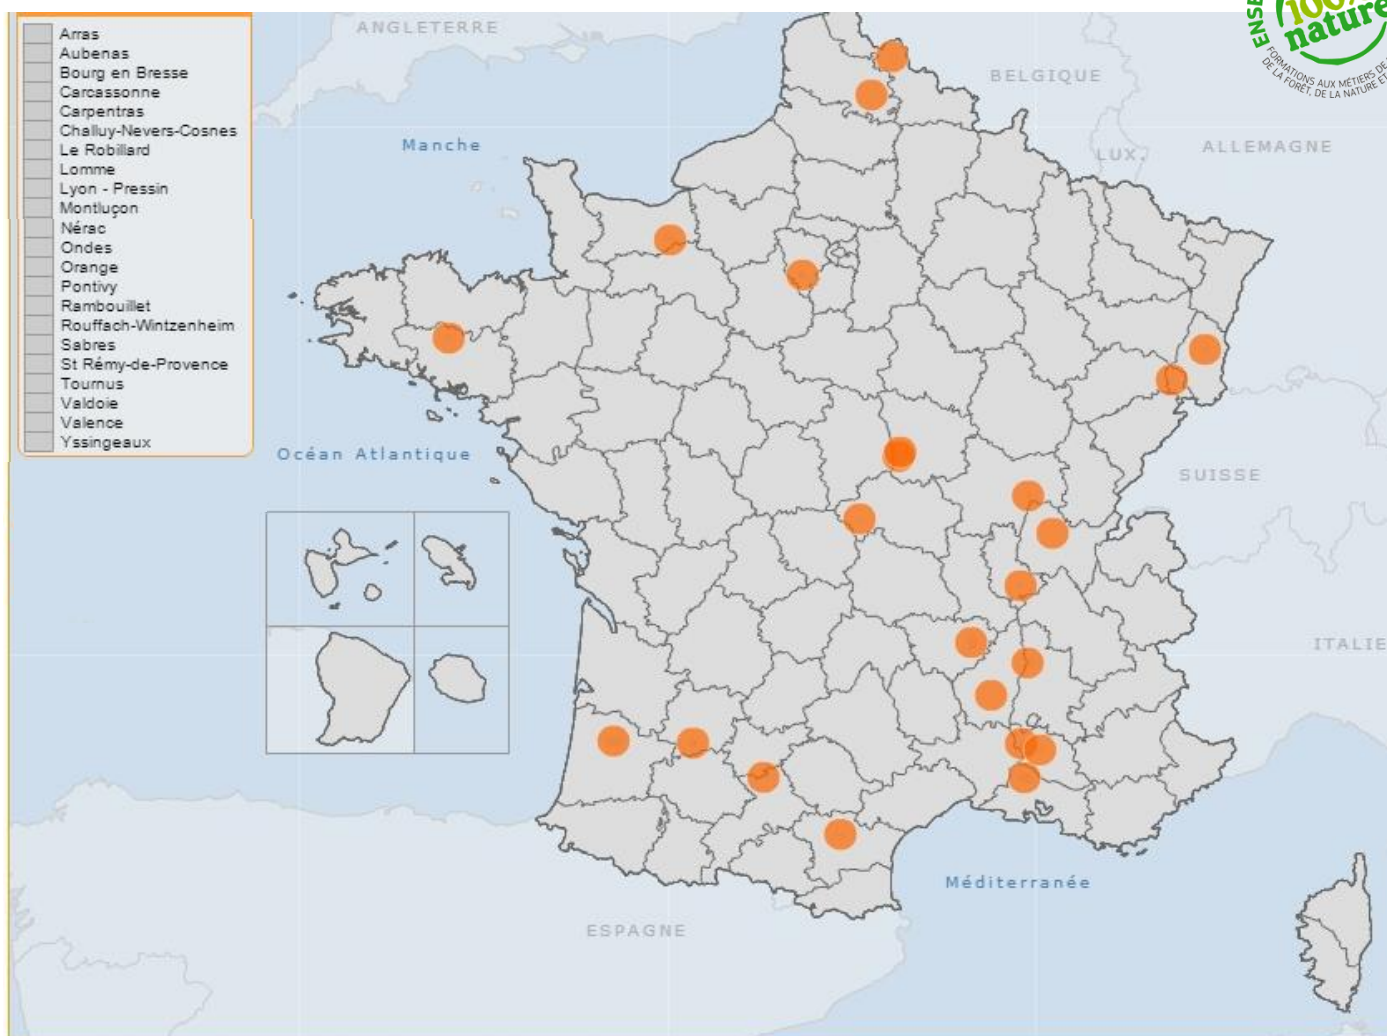 Arras
Aubenas
Bourg en Bresse
Carcassonne
Carpentras
Challuy-Nevers-Cosnes
Le Robillard
Lomme
Lyon - Pressin
Montluçon
Nérac
Ondes
Orange
Pontivy
Rambouillet
Rouffach-Wintzenheim
Sabres
St Rémy-de-Provence
Tournus
Valdoie
Valence
Yssingeaux
ANGLETERRE
BELGIQUE
LUX.
ALLEMAGNE
Manche
Océan Atlantique
SUISSE
ITALIE
Méditerranée
ESPAGNE
nature
FORMATIONS AUX MÉTIERS DE
DE LA FORÊT, DE LA NATURE ET